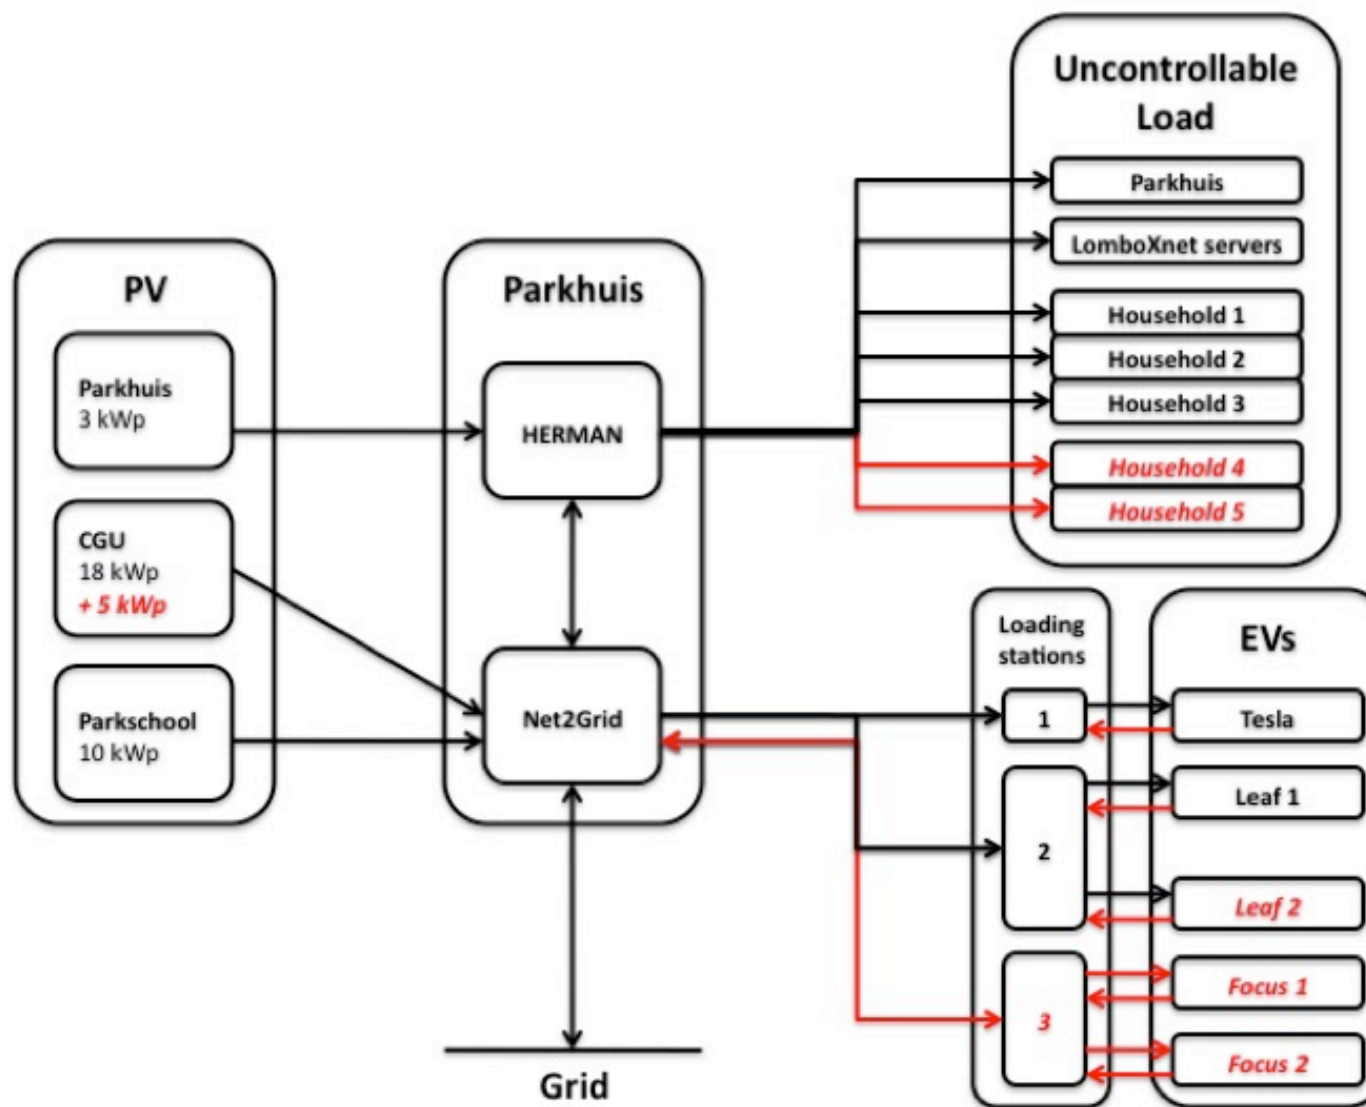 Uncontrollable
Load
Parkhuis
LomboXnet servers
Household 1
Household 2
Household 3
Household 4
Household 5
PV
Parkhuis
3 kWp
CGU
18 kWp
+ 5 kWp
Parkschool
10 kWp
Parkhuis
HERMAN
Net2Grid
Grid
Loading
stations
1
2
3
EVs
Tesla
Leaf 1
Leaf 2
Focus 1
Focus 2